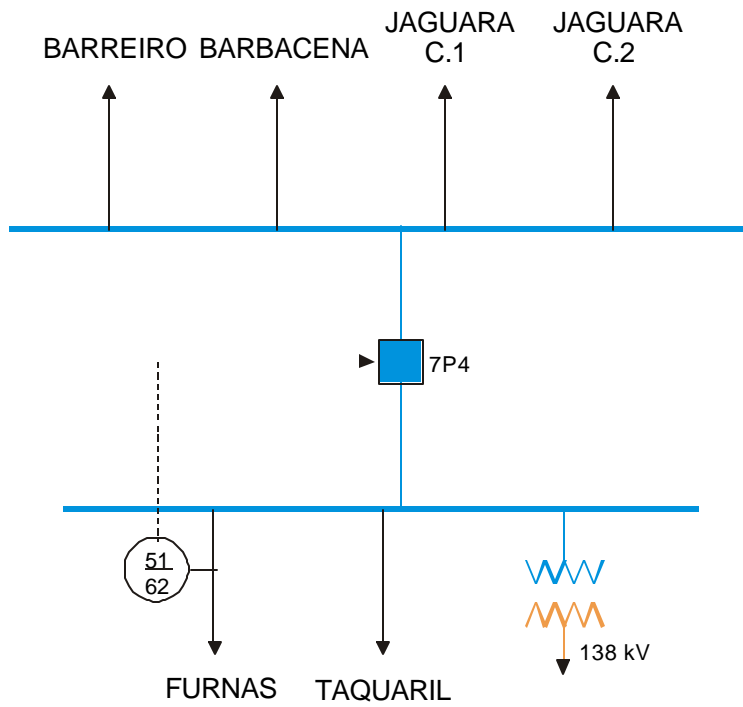 BARREIRO
BARBACENA
JAGUARA
C.1
JAGUARA
C.2
7P4
51
62
138 kV
FURNAS
TAQUARIL